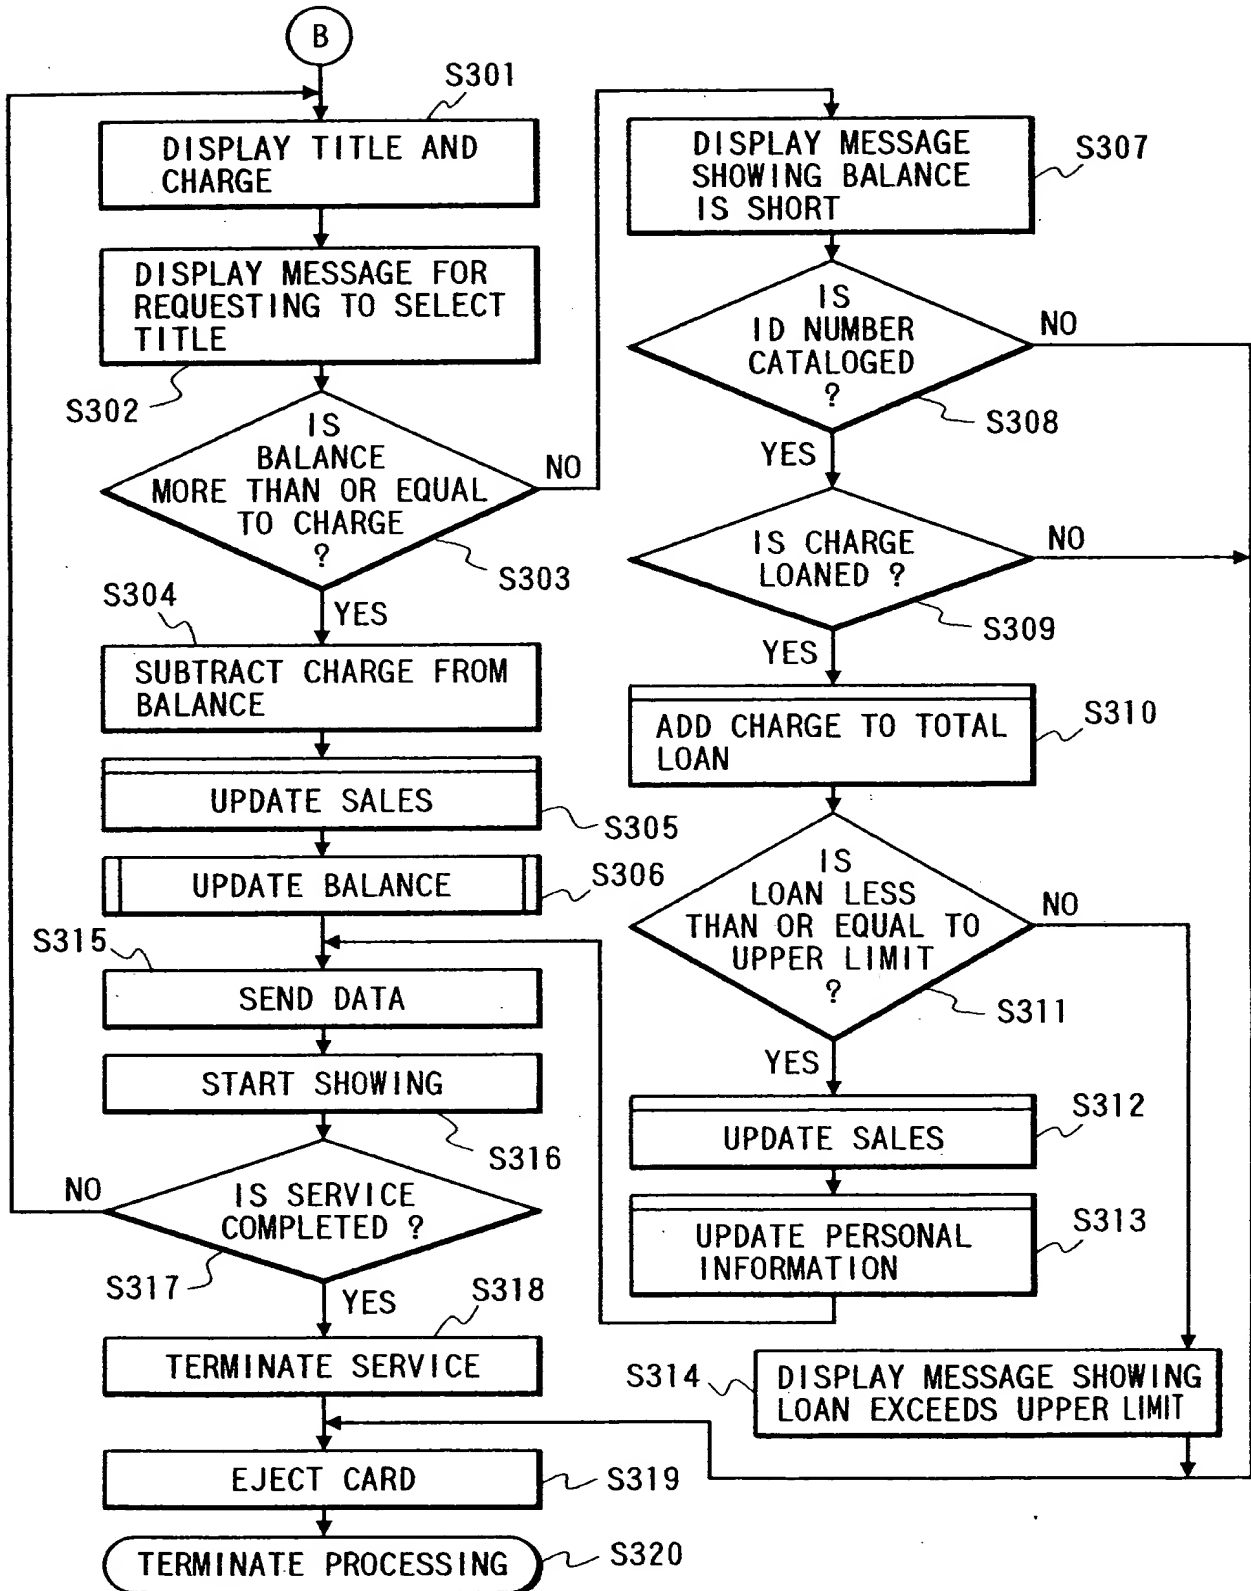 B
S301
DISPLAY TITLE AND
CHARGE
DISPLAY MESSAGE FOR
REQUESTING TO SELECT
TITLE
S302
IS
BALANCE
MORE THAN OR EQUAL
TO CHARGE
?
NO
S303
YES
S304
SUBTRACT CHARGE FROM
BALANCE
UPDATE SALES
S305
UPDATE BALANCE
S306
S315
SEND DATA
START SHOWING
S316
NO
IS SERVICE
COMPLETED ?
S317
YES
S318
TERMINATE SERVICE
EJECT CARD
S319
TERMINATE PROCESSING
S320
DISPLAY MESSAGE
SHOWING BALANCE
IS SHORT
S307
IS
ID NUMBER
CATALOGED
?
NO
S308
YES
IS CHARGE
LOANED ?
NO
S309
YES
ADD CHARGE TO TOTAL
LOAN
S310
IS
LOAN LESS
THAN OR EQUAL TO
UPPER LIMIT
?
NO
S311
YES
UPDATE SALES
S312
UPDATE PERSONAL
INFORMATION
S313
S314
DISPLAY MESSAGE SHOWING
LOAN EXCEEDS UPPER LIMIT